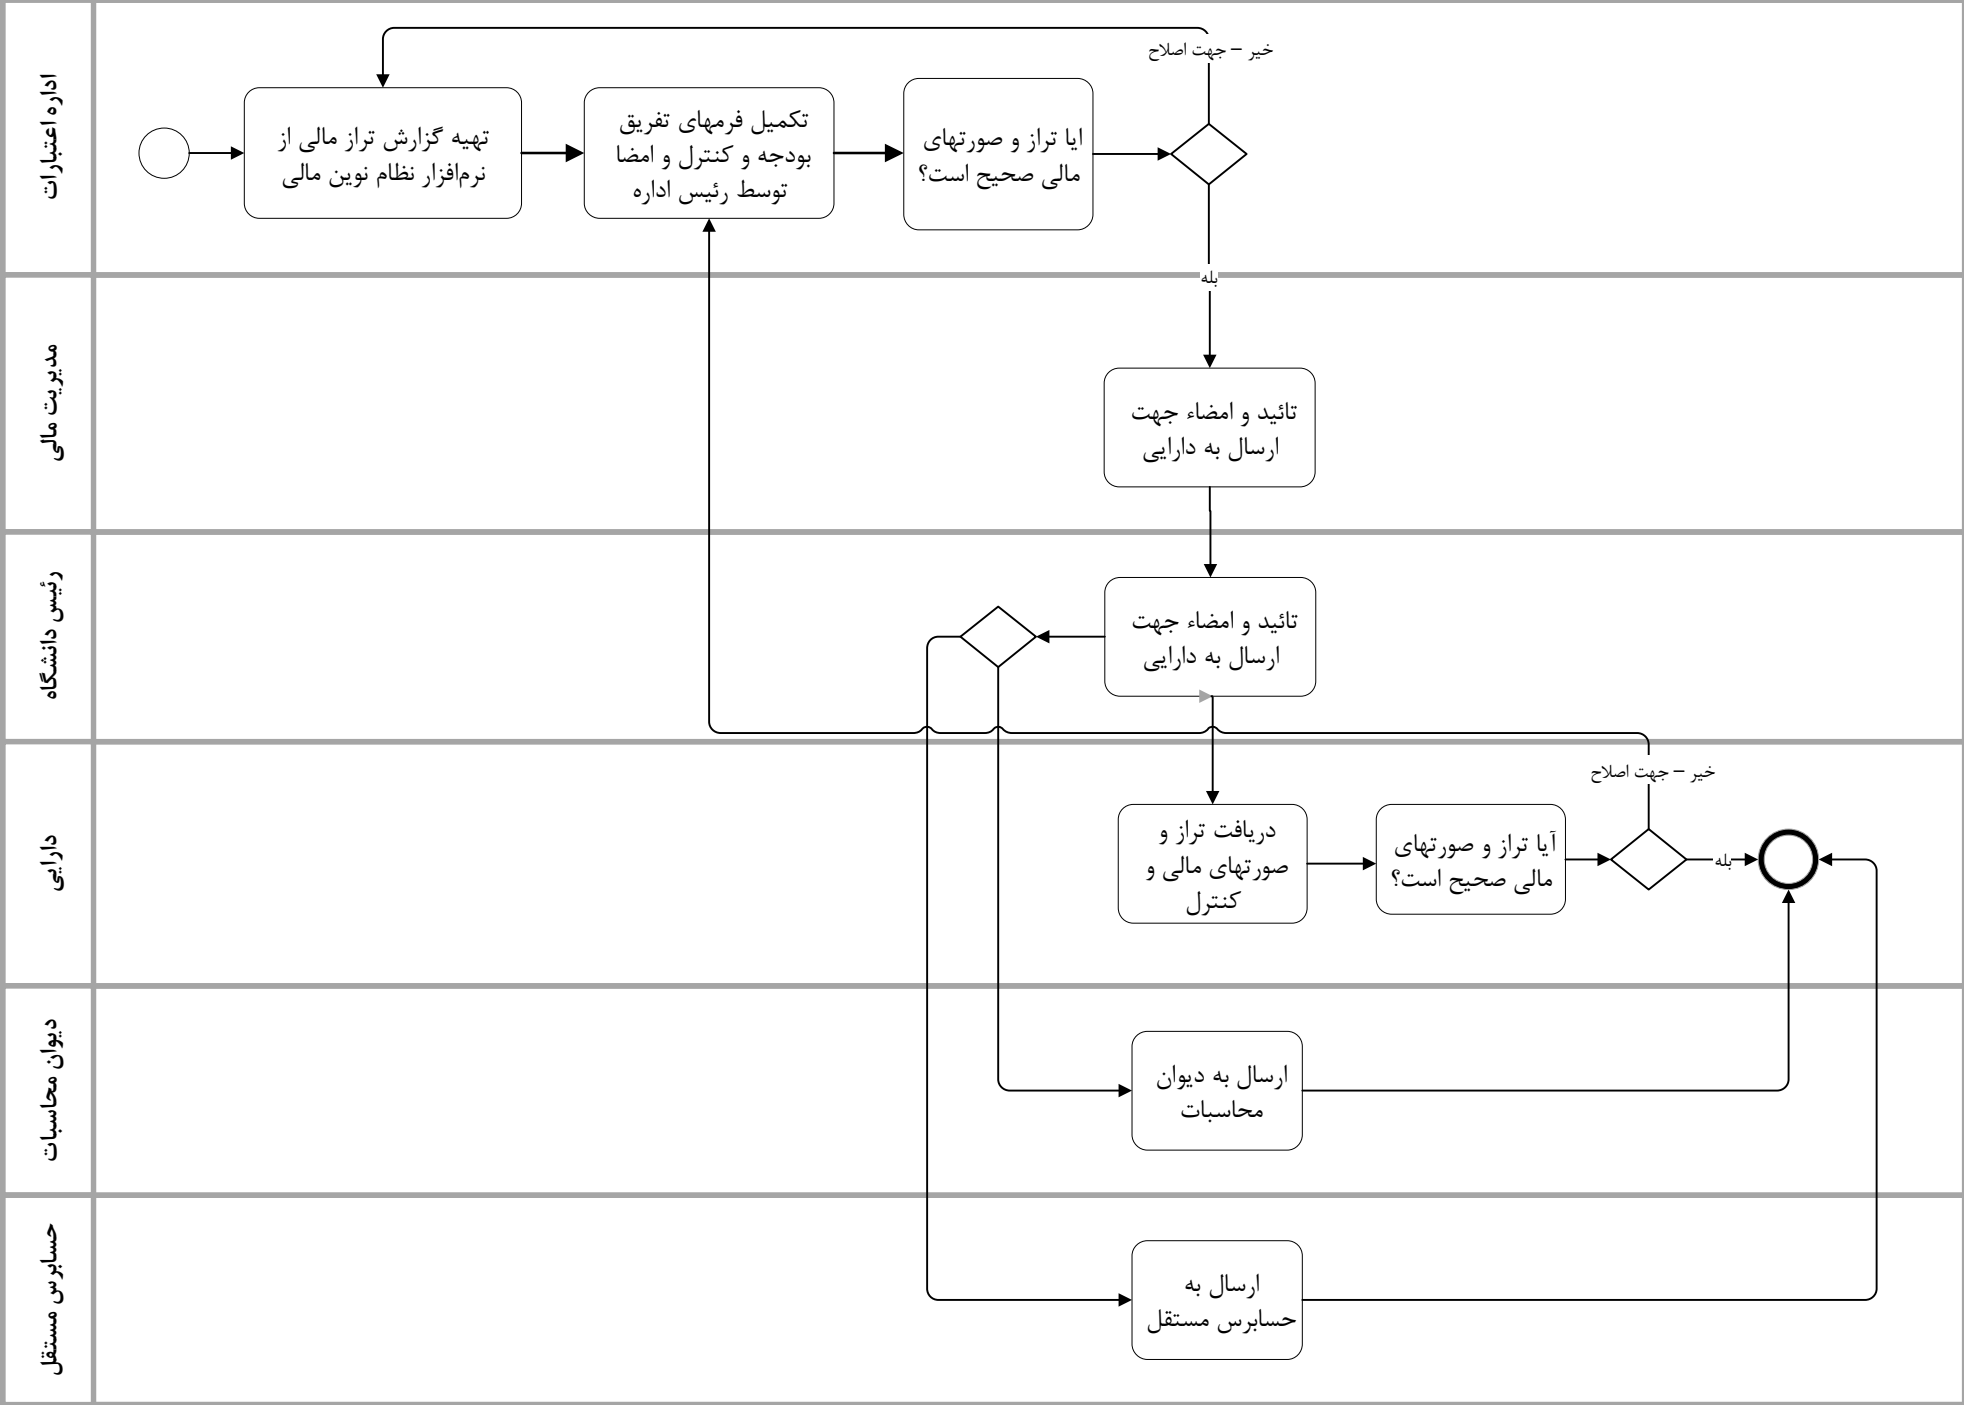 اداره اعتبارات
خیر – جهت اصلاح
تهیه گزارش تراز مالی از
نرم‌افزار نظام نوین مالی
تکمیل فرمهای تفریق
بودجه و کنترل و امضا
توسط رئیس اداره
ایا تراز و صورتهای
مالی صحیح است؟
بله
مدیریت مالی
تائید و امضاء جهت
ارسال به دارایی
رئیس دانشگاه
تائید و امضاء جهت
ارسال به دارایی
دارایی
خیر – جهت اصلاح
دریافت تراز و
صورتهای مالی و
کنترل
آیا تراز و صورتهای
مالی صحیح است؟
بله
دیوان محاسبات
ارسال به دیوان
محاسبات
حسابرس مستقل
ارسال به
حسابرس مستقل